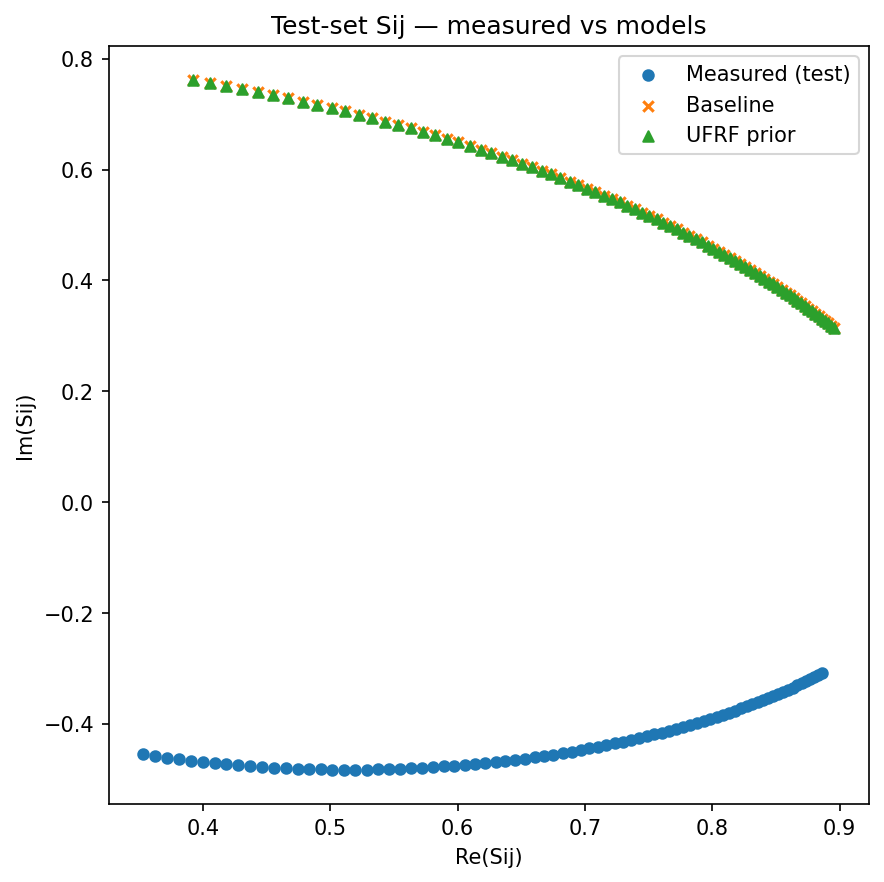 Test-set Sij — measured vs models
Measured (test)
Baseline
UFRF prior
0.8
0.6
0.4
0.2
0.0
−0.2
−0.4
Im(Sij)
0.4 0.5 0.6 0.7 0.8 0.9
Re(Sij)